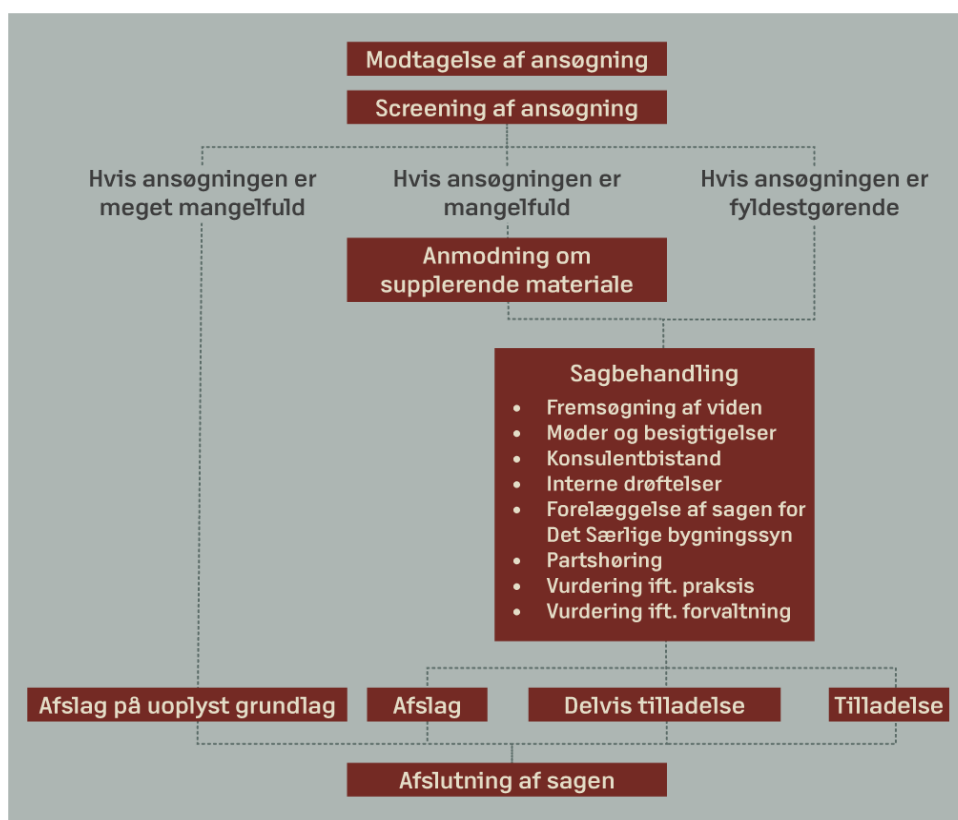 Modtagelse af ansøgning
Screening af ansøgning
Hvis ansøgningen er
meget mangelfuld
Hvis ansøgningen er
mangelfuld
Hvis ansøgningen er
fyldestgørende
Anmodning om
supplerende materiale
Sagbehandling
• Fremsøgning af viden
• Møder og besigtigelser
• Konsulentbistand
• Interne drøftelser
• Forelæggelse af sagen for
Det Særlige bygningssyn
• Partshøring
• Vurdering ift. praksis
• Vurdering ift. forvaltning
Afslag på uoplyst grundlag
Afslag
Delvis tilladelse
Tilladelse
Afslutning af sagen